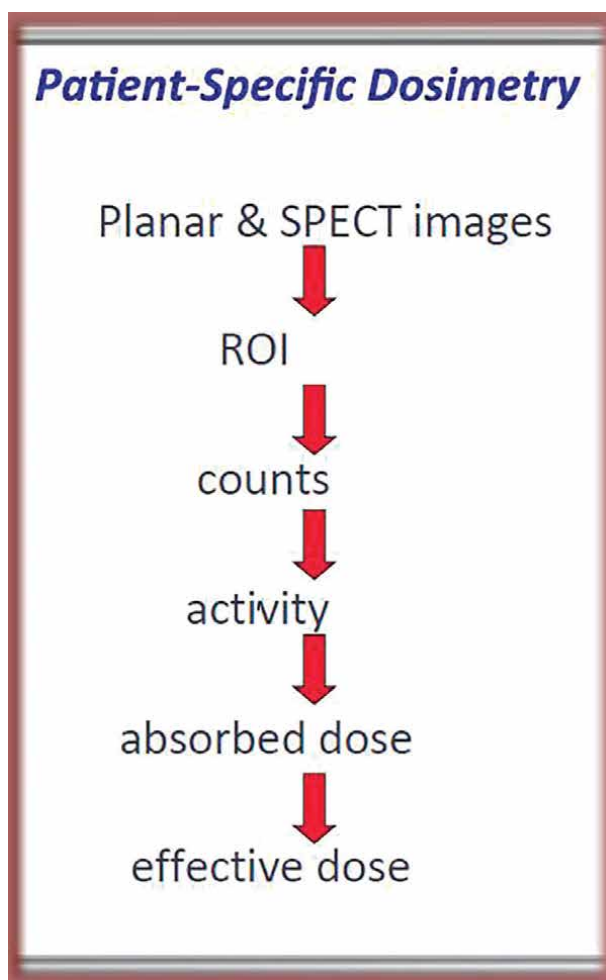 Patient-Specific Dosimetry
Planar & SPECT images
ROI
counts
activity
absorbed dose
effective dose